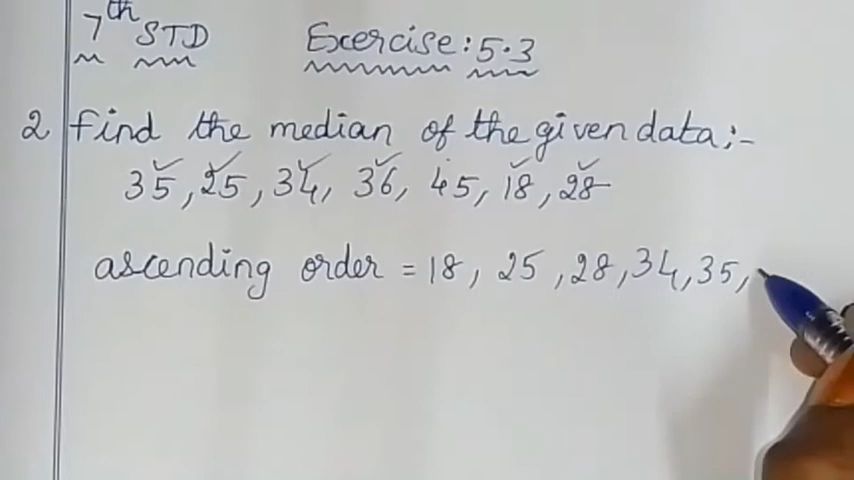 7th STD Exercise: 5.3
2 find the median of the given data:-
35, 25, 34, 36, 45, 18, 28
ascending order = 18, 25, 28, 34, 35,